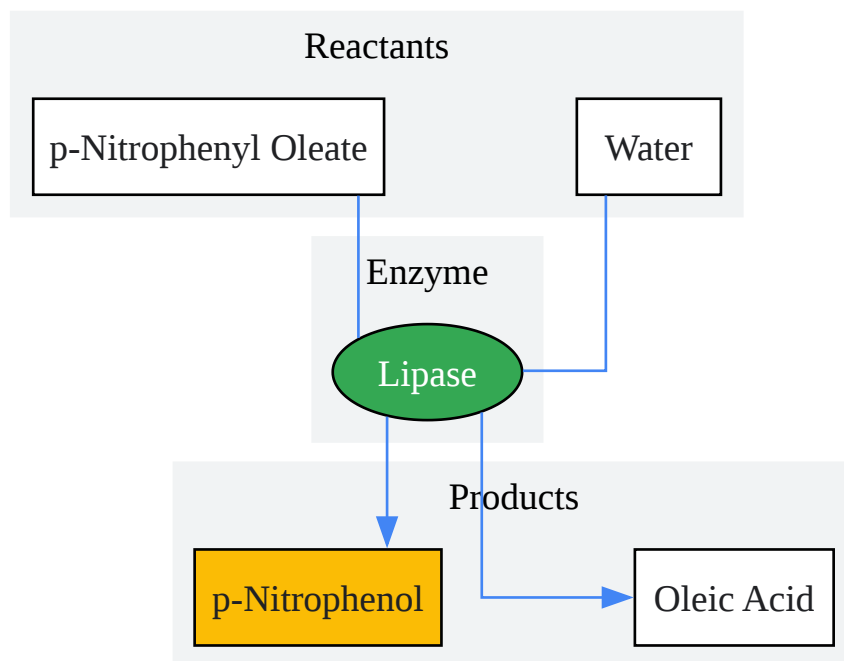 Reactants
p-Nitrophenyl Oleate
Water
Enzyme
Lipase
Products
p-Nitrophenol
Oleic Acid